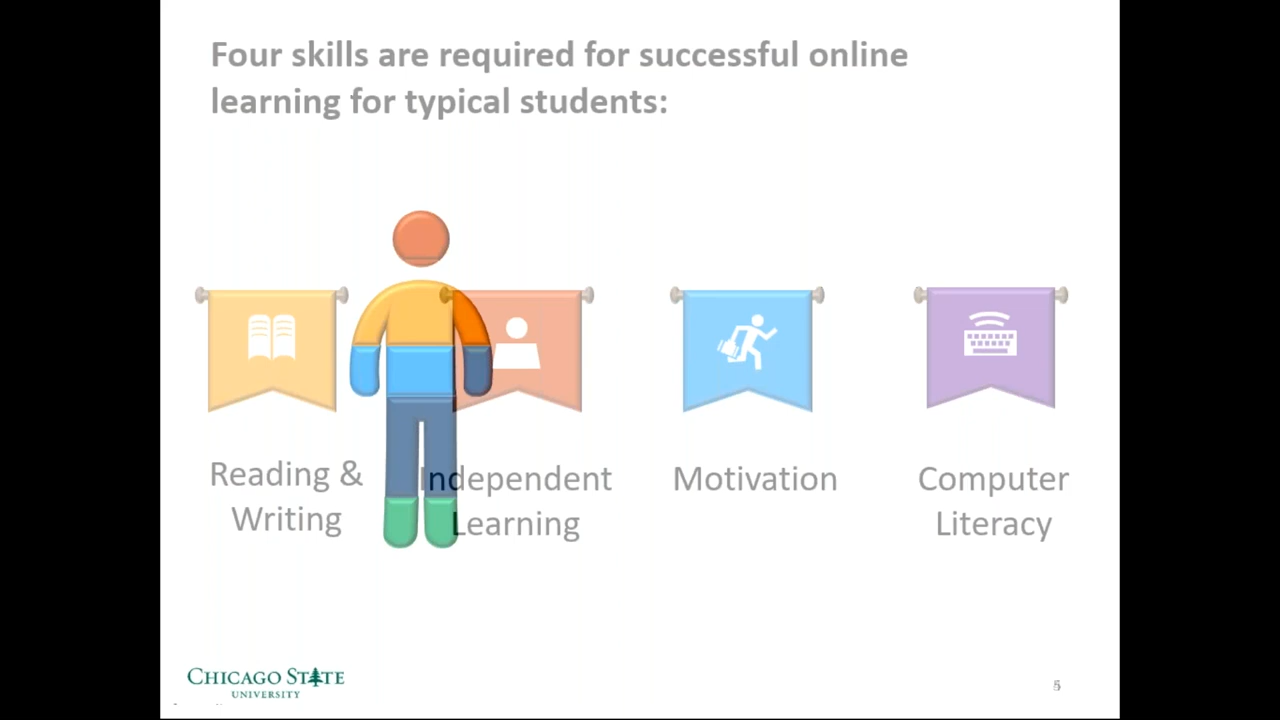 Four skills are required for successful online
learning for typical students:
Reading &
Writing
Independent
Learning
Motivation
Computer
Literacy
CHICAGO STATE
UNIVERSITY